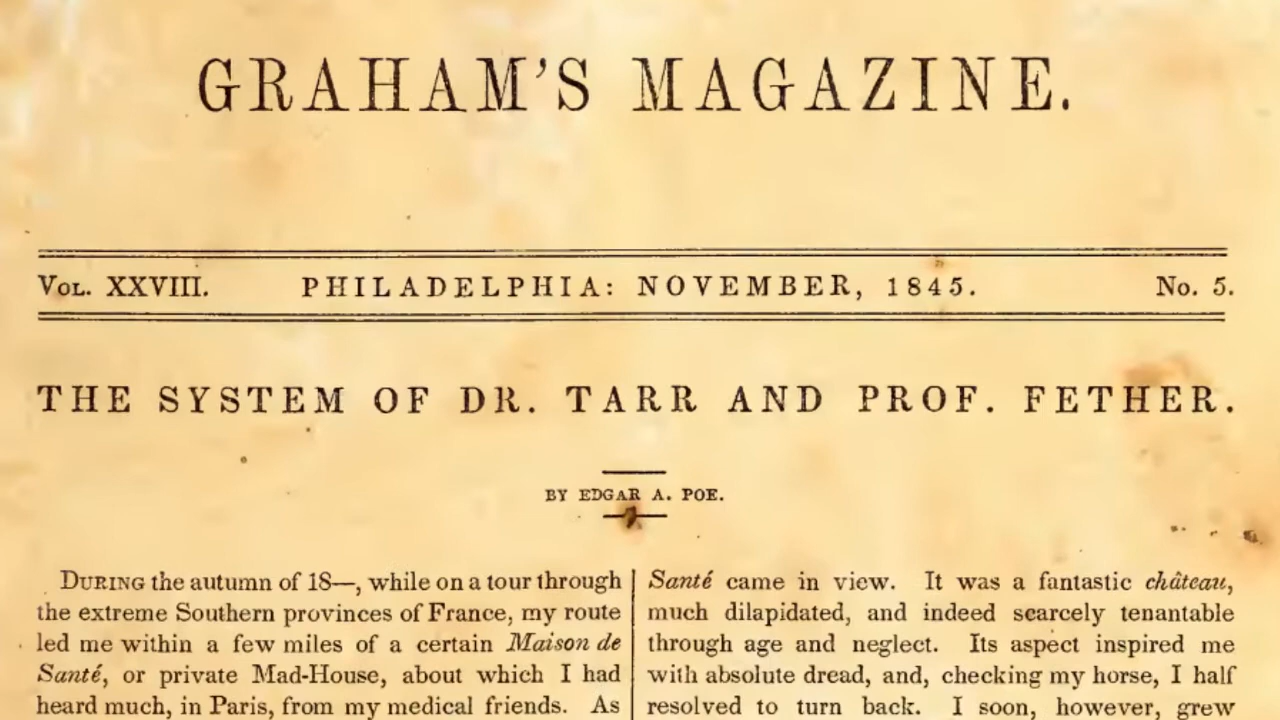 GRAHAM'S MAGAZINE.
VOL. XXVIII. PHILADELPHIA: NOVEMBER, 1845. No. 5.
THE SYSTEM OF DR. TARR AND PROF. FETHER.
BY EDGAR A. POE.
DURING the autumn of 18—, while on a tour through
the extreme Southern provinces of France, my route
led me within a few miles of a certain Maison de
Santé, or private Mad-House, about which I had
heard much, in Paris, from my medical friends. As
Santé came in view. It was a fantastic château,
much dilapidated, and indeed scarcely tenantable
through age and neglect. Its aspect inspired me
with absolute dread, and, checking my horse, I half
resolved to turn back. I soon, however, grew